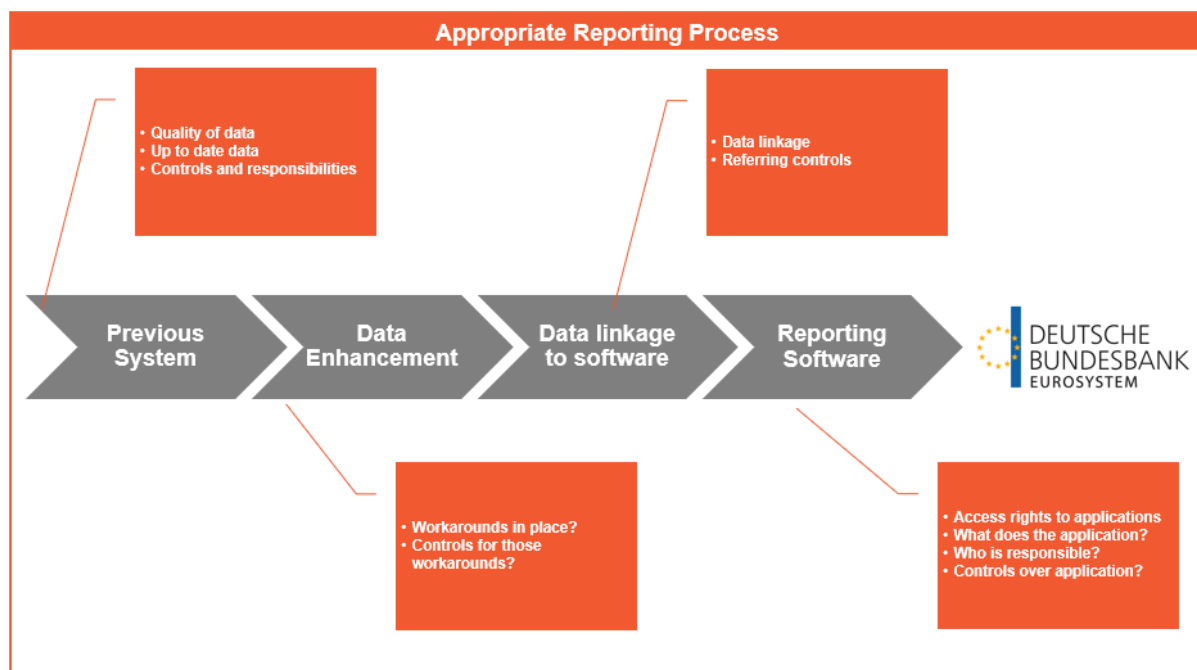 Appropriate Reporting Process
• Quality of data
• Up to date data
• Controls and responsibilities
• Data linkage
• Referring controls
Previous
System
Data
Enhancement
Data linkage
to software
Reporting
Software
DEUTSCHE
BUNDESBANK
EUROSYSTEM
• Workarounds in place?
• Controls for those
workarounds?
• Access rights to applications
• What does the application?
• Who is responsible?
• Controls over application?